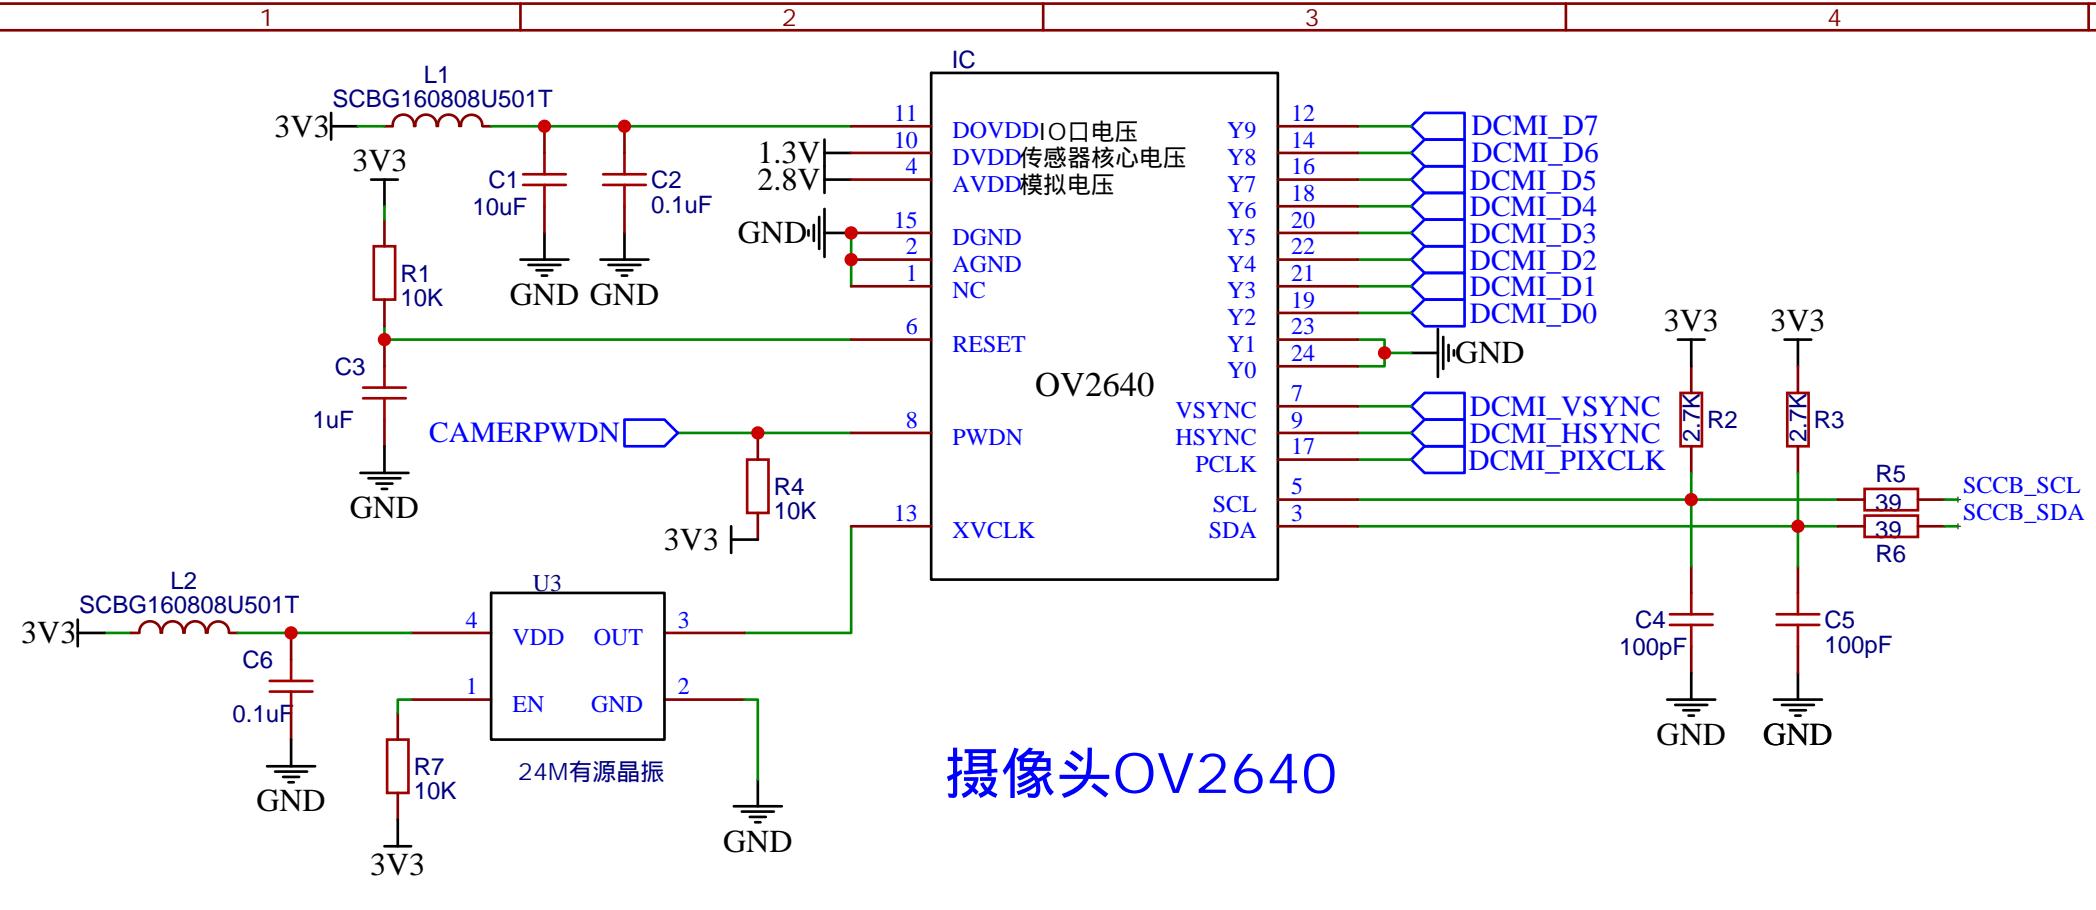 1 2 3 4
IC
L1
SCBG160808U501T
3V3
3V3
C1
10uF
C2
0.1uF
GND GND
R1
10K
C3
1uF
GND
1.3V
2.8V
GND
11
10
4
15
2
1
6
8
13
DOVDDIO口电压
DVDD传感器核心电压
AVDD模拟电压
DGND
AGND
NC
RESET
OV2640
PWDN
XVCLK
Y9
Y8
Y7
Y6
Y5
Y4
Y3
Y2
Y1
Y0
VSYNC
HSYNC
PCLK
SCL
SDA
12
14
16
18
20
22
21
19
23
24
7
9
17
5
3
DCMI_D7
DCMI_D6
DCMI_D5
DCMI_D4
DCMI_D3
DCMI_D2
DCMI_D1
DCMI_D0
GND
DCMI_VSYNC
DCMI_HSYNC
DCMI_PIXCLK
CAMERPWDN
R4
10K
3V3
3V3 3V3
2.7K R2
2.7K R3
R5
39
SCCB_SCL
SCCB_SDA
39
R6
C4
100pF
C5
100pF
GND GND
L2
SCBG160808U501T
3V3
C6
0.1uF
GND
U3
4 VDD OUT 3
1 EN GND 2
24M有源晶振
R7
10K
3V3
GND
摄像头OV2640